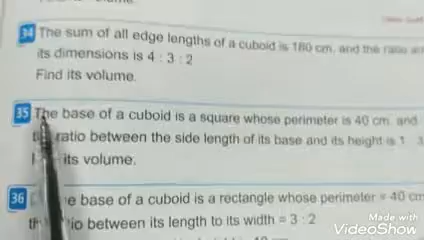 34 The sum of all edge lengths of a cuboid is 180 cm. and the ratio
its dimensions is 4 : 3 : 2
Find its volume.
35 The base of a cuboid is a square whose perimeter is 40 cm. and
ratio between the side length of its base and its height is 1 : 3
its volume.
36 base of a cuboid is a rectangle whose perimeter = 40 cm
between its length to its width = 3 : 2
Made with
VideoShow